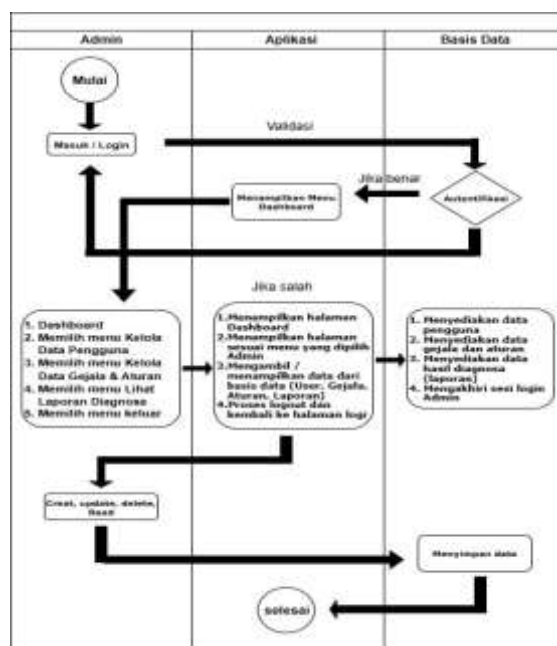 Admin
Aplikasi
Basis Data
Mulai
Validasi
Masuk / Login
Jika benar
Menampilkan Menu
Dashboard
Autentifikasi
Jika salah
1. Dashboard
2. Memilih menu Kelola
Data Pengguna
3. Memilih menu Kelola
Data Gejala & Aturan
4. Memilih menu Lihat
Laporan Diagnosa
5. Memilih menu keluar
1.Menampilkan halaman
Dashboard
2.Menampilkan halaman
sesuai menu yang dipilih
Admin
3.Mengambil /
menampilkan data dari
basis data (User, Gejala,
Aturan, Laporan)
4.Proses logout dan
kembali ke halaman logi
1. Menyediakan data
pengguna
2. Menyediakan data
gejala dan aturan
3. Menyediakan data
hasil diagnosa
(laporan)
4. Mengakhiri sesi login
Admin
Creat, update, delete,
Read
Menyimpan data
selesai